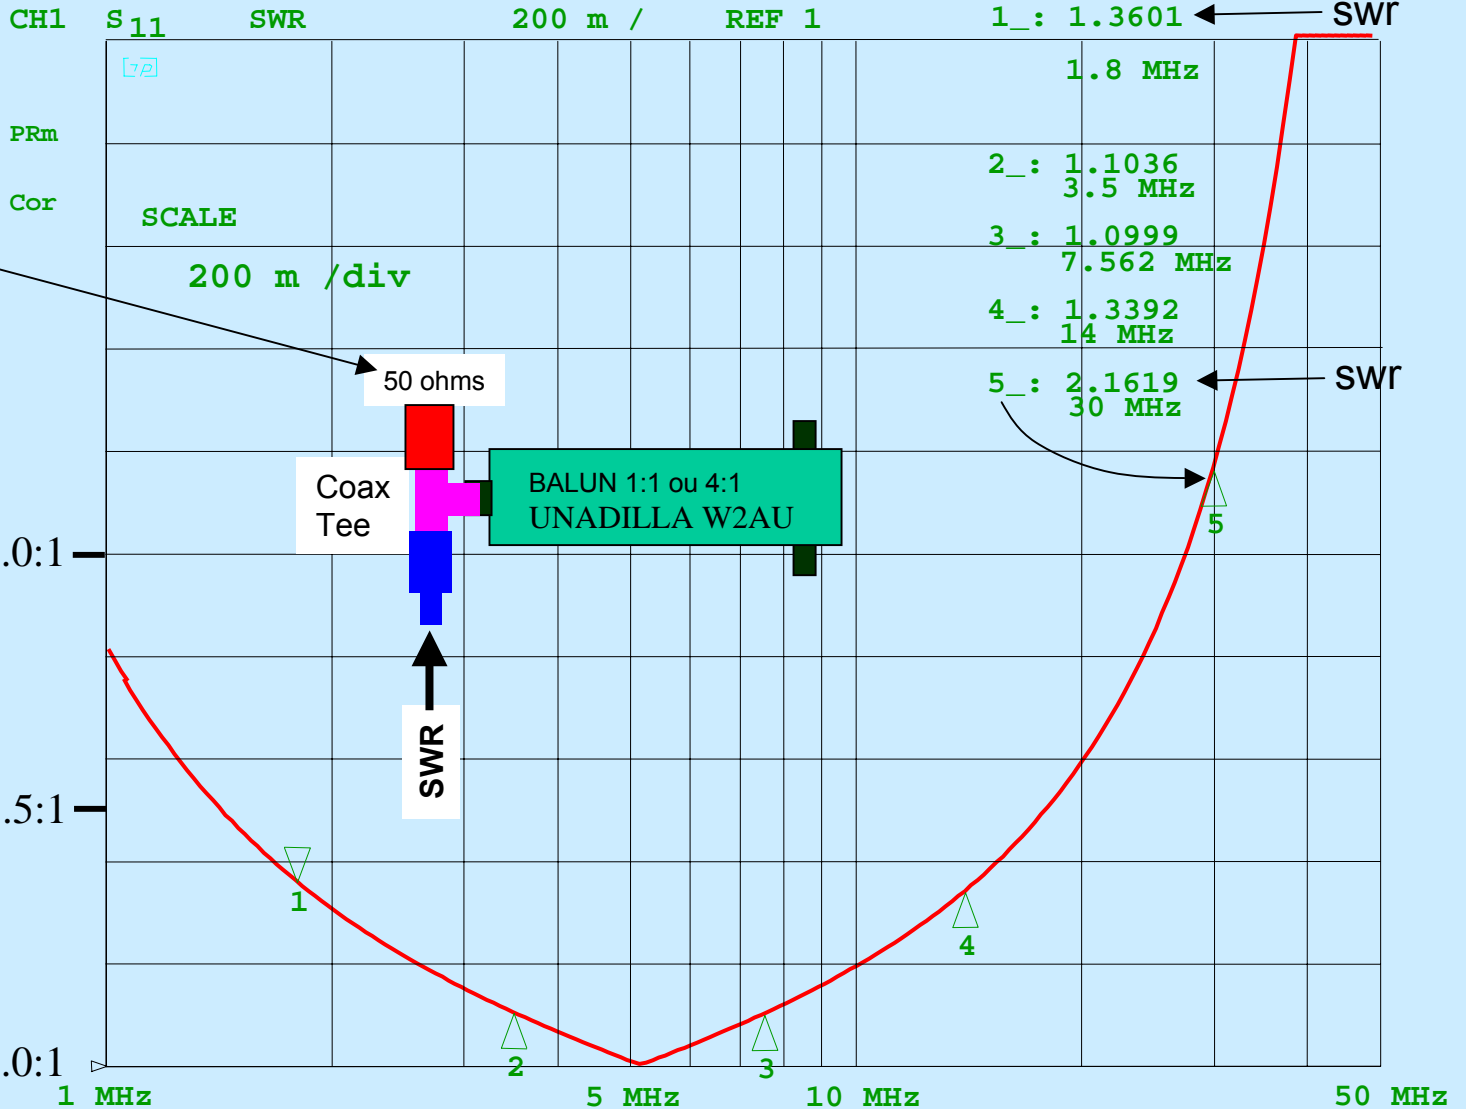 CH1 S11 SWR 200 m / REF 1 1_: 1.3601 swr
1.8 MHz
PRm
2_: 1.1036
3.5 MHz
Cor
SCALE
3_: 1.0999
7.562 MHz
200 m /div
4_: 1.3392
14 MHz
50 ohms
5_: 2.1619 swr
30 MHz
Coax
Tee
BALUN 1:1 ou 4:1
UNADILLA W2AU
5
.0:1
SWR
.5:1
1
4
2
3
.0:1
1 MHz 5 MHz 10 MHz 50 MHz